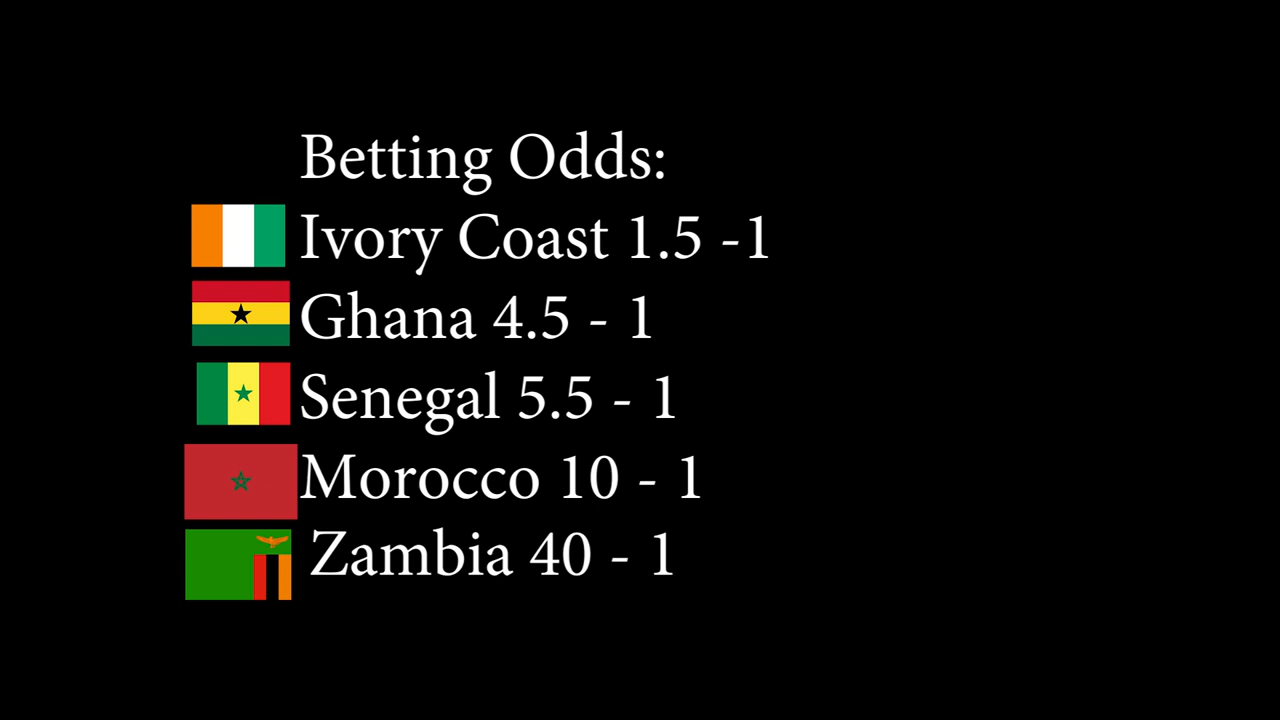 Betting Odds:
Ivory Coast 1.5 -1
Ghana 4.5 - 1
Senegal 5.5 - 1
Morocco 10 - 1
Zambia 40 - 1